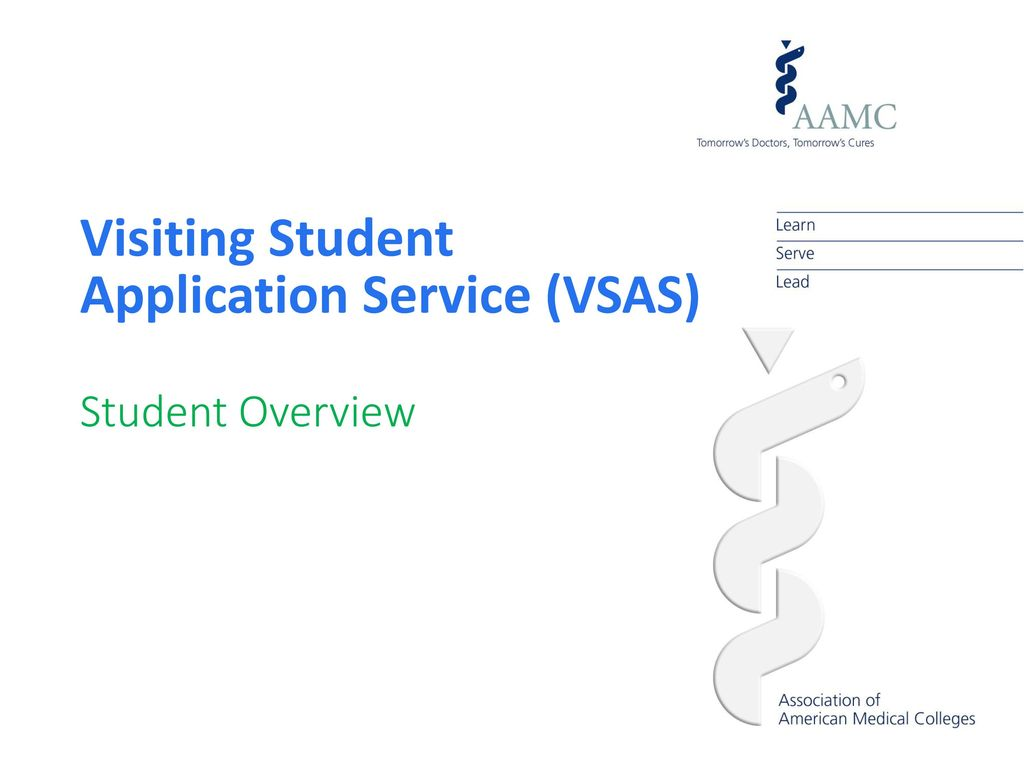 AAMC
Tomorrow's Doctors, Tomorrow's Cures
Visiting Student
Application Service (VSAS)
Student Overview
Learn
Serve
Lead
Association of
American Medical Colleges